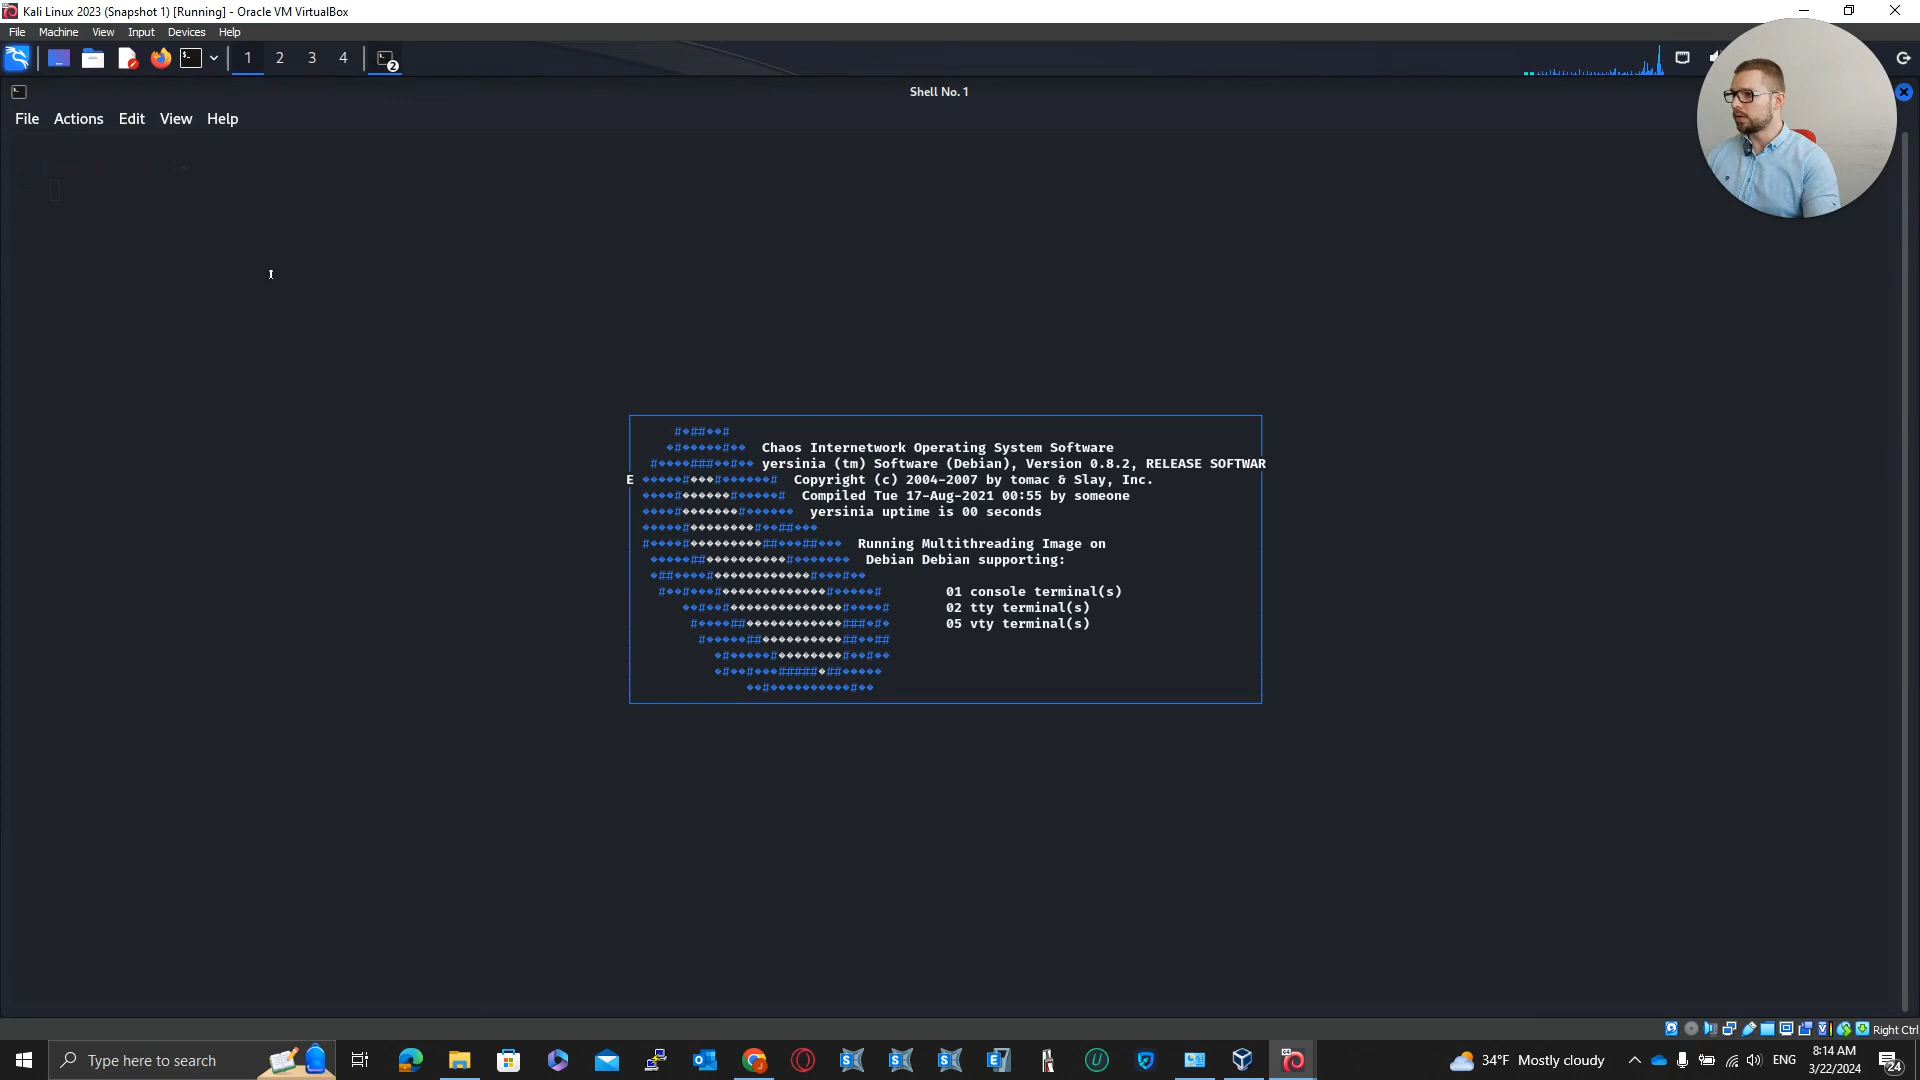 Kali Linux 2023 (Snapshot 1) [Running] - Oracle VM VirtualBox
File Machine View Input Devices Help
1 2 3 4 2
Shell No. 1
File Actions Edit View Help
~
Chaos Internetwork Operating System Software
yersinia (tm) Software (Debian), Version 0.8.2, RELEASE SOFTWAR
E Copyright (c) 2004-2007 by tomac & Slay, Inc.
Compiled Tue 17-Aug-2021 00:55 by someone
yersinia uptime is 00 seconds
Running Multithreading Image on
Debian Debian supporting:
01 console terminal(s)
02 tty terminal(s)
05 vty terminal(s)
Right Ctrl
Type here to search
34°F Mostly cloudy
ENG
8:14 AM
3/22/2024
24